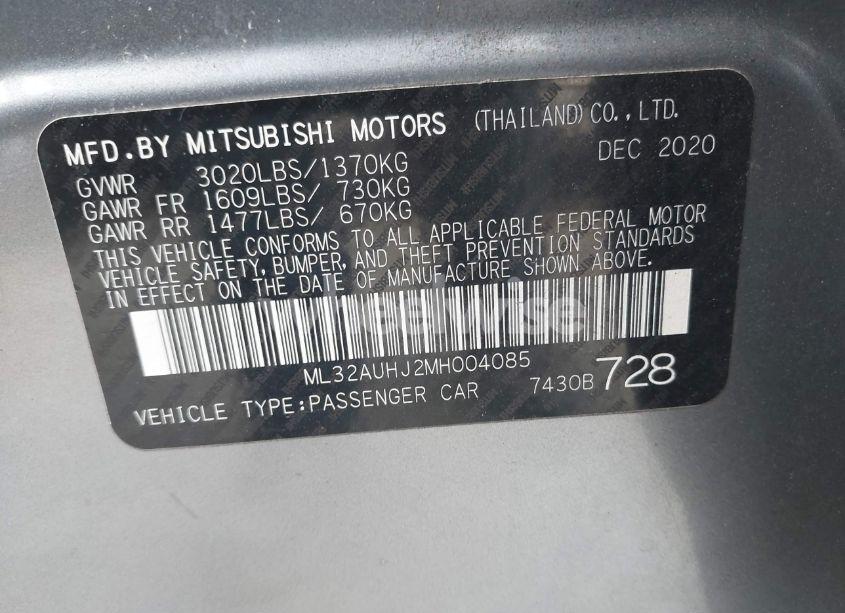 MFD.BY MITSUBISHI MOTORS (THAILAND) CO.,LTD.
GVWR 3020LBS/1370KG DEC 2020
GAWR FR 1609LBS/ 730KG
GAWR RR 1477LBS/ 670KG
THIS VEHICLE CONFORMS TO ALL APPLICABLE FEDERAL MOTOR
VEHICLE SAFETY, BUMPER, AND THEFT PREVENTION STANDARDS
IN EFFECT ON THE DATE OF MANUFACTURE SHOWN ABOVE.
wheelwise
ML32AUHJ2MH004085
VEHICLE TYPE:PASSENGER CAR 7430B 728